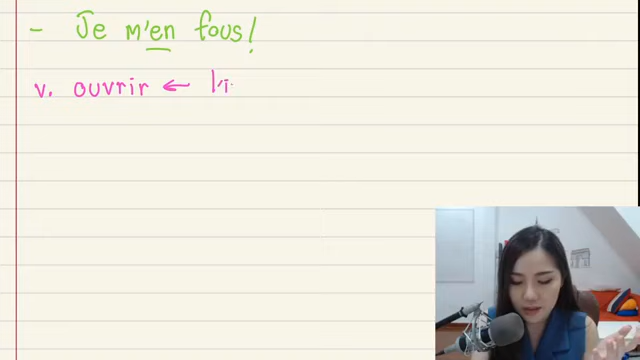 - Je m'en fous!
v. ouvrir ←